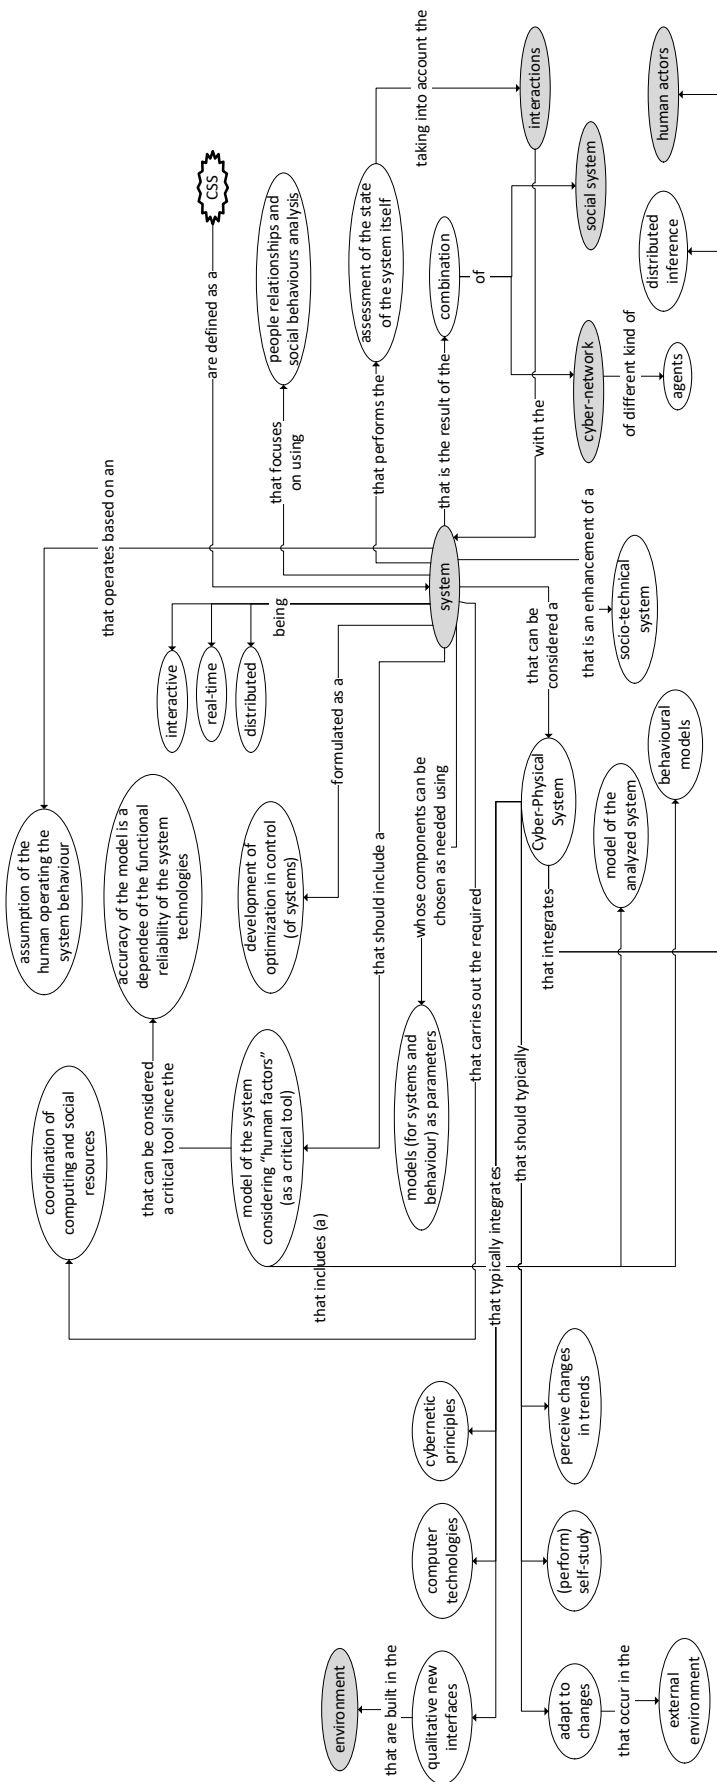 coordination of
computing and social
resources
assumption of the
human operating the
system behaviour
that operates based on an
that can be considered
a critical tool since the
accuracy of the model is a
dependee of the functional
reliability of the system
technologies
interactive
real-time
distributed
being
are defined as a
CSS
environment
that are built in the
qualitative new
interfaces
that includes (a)
model of the system
considering "human factors"
(as a critical tool)
development of
optimization in control
(of systems)
formulated as a
that focuses
on using
people relationships and
social behaviours analysis
that should include a
that performs the
assessment of the state
of the system itself
taking into account the
computer
technologies
cybernetic
principles
models (for systems and
behaviour) as parameters
whose components can be
chosen as needed using
system
that is the result of the
combination
of
that carries out the required
that typically integrates
that should typically
that integrates
Cyber-Physical
System
that can be
considered a
with the
interactions
adapt to
changes
that occur in the
external
environment
(perform)
self-study
perceive changes
in trends
model of the
analyzed system
behavioural
models
that is an enhancement of a
socio-technical
system
cyber-network
of different kind of
agents
social system
distributed
inference
human actors